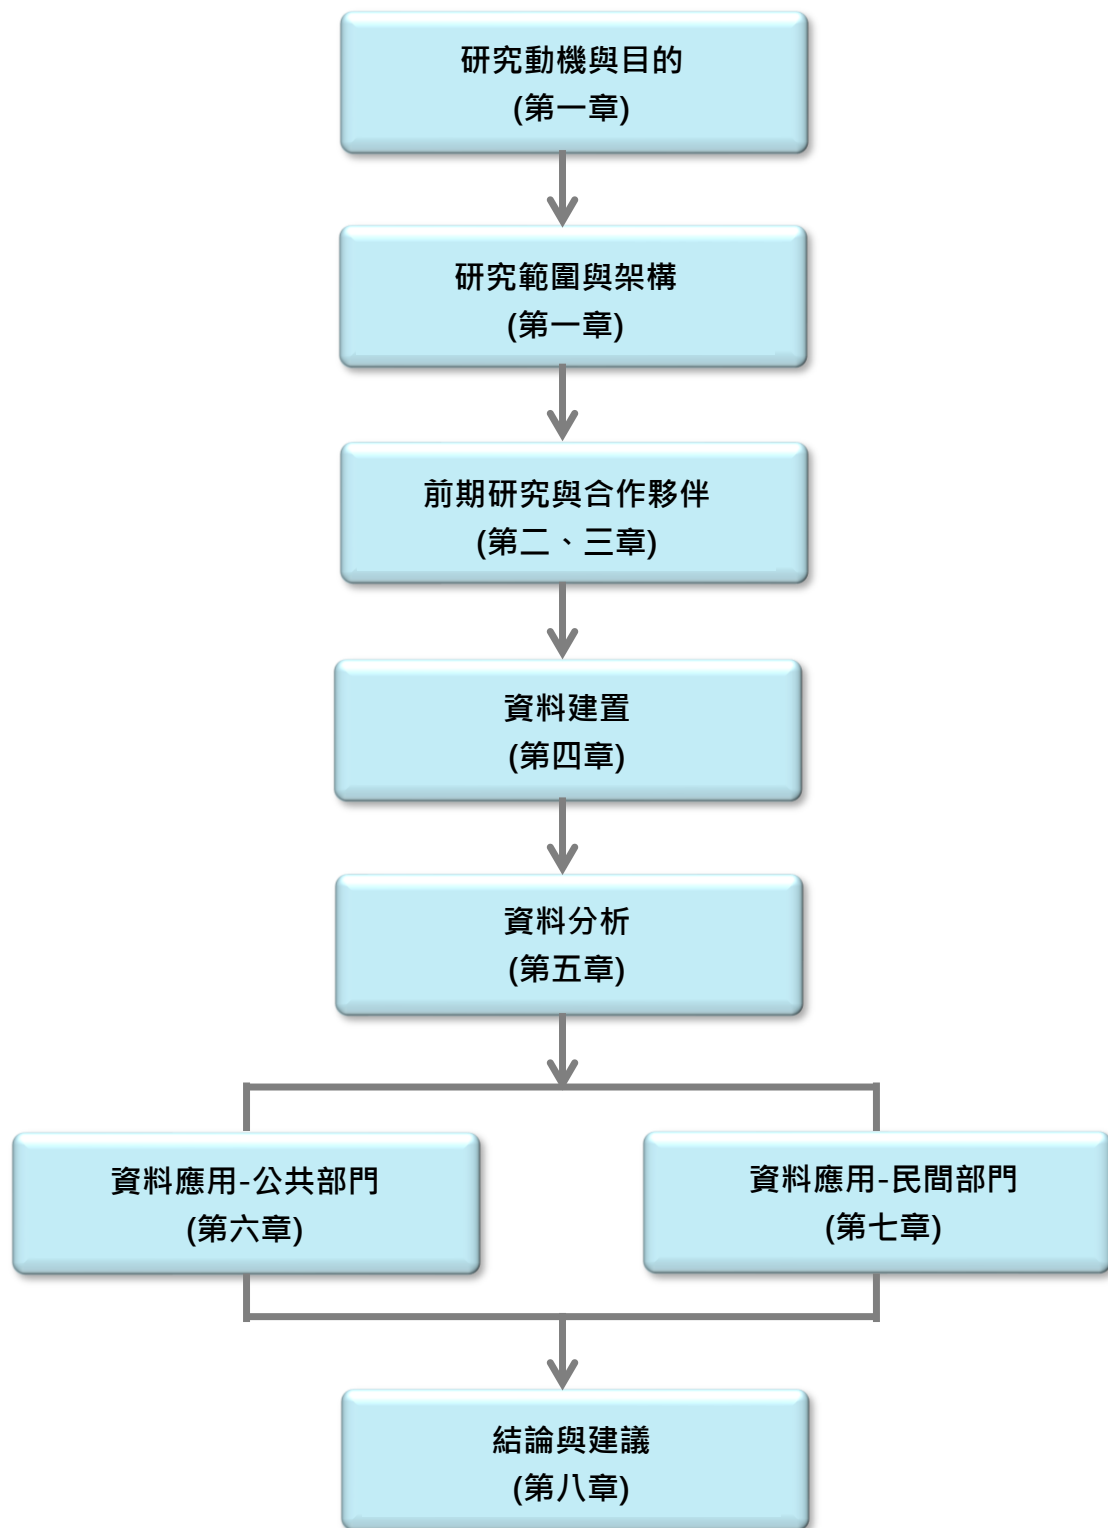 研究動機與目的
(第一章)
研究範圍與架構
(第一章)
前期研究與合作夥伴
(第二、三章)
資料建置
(第四章)
資料分析
(第五章)
資料應用-公共部門
(第六章)
資料應用-民間部門
(第七章)
結論與建議
(第八章)